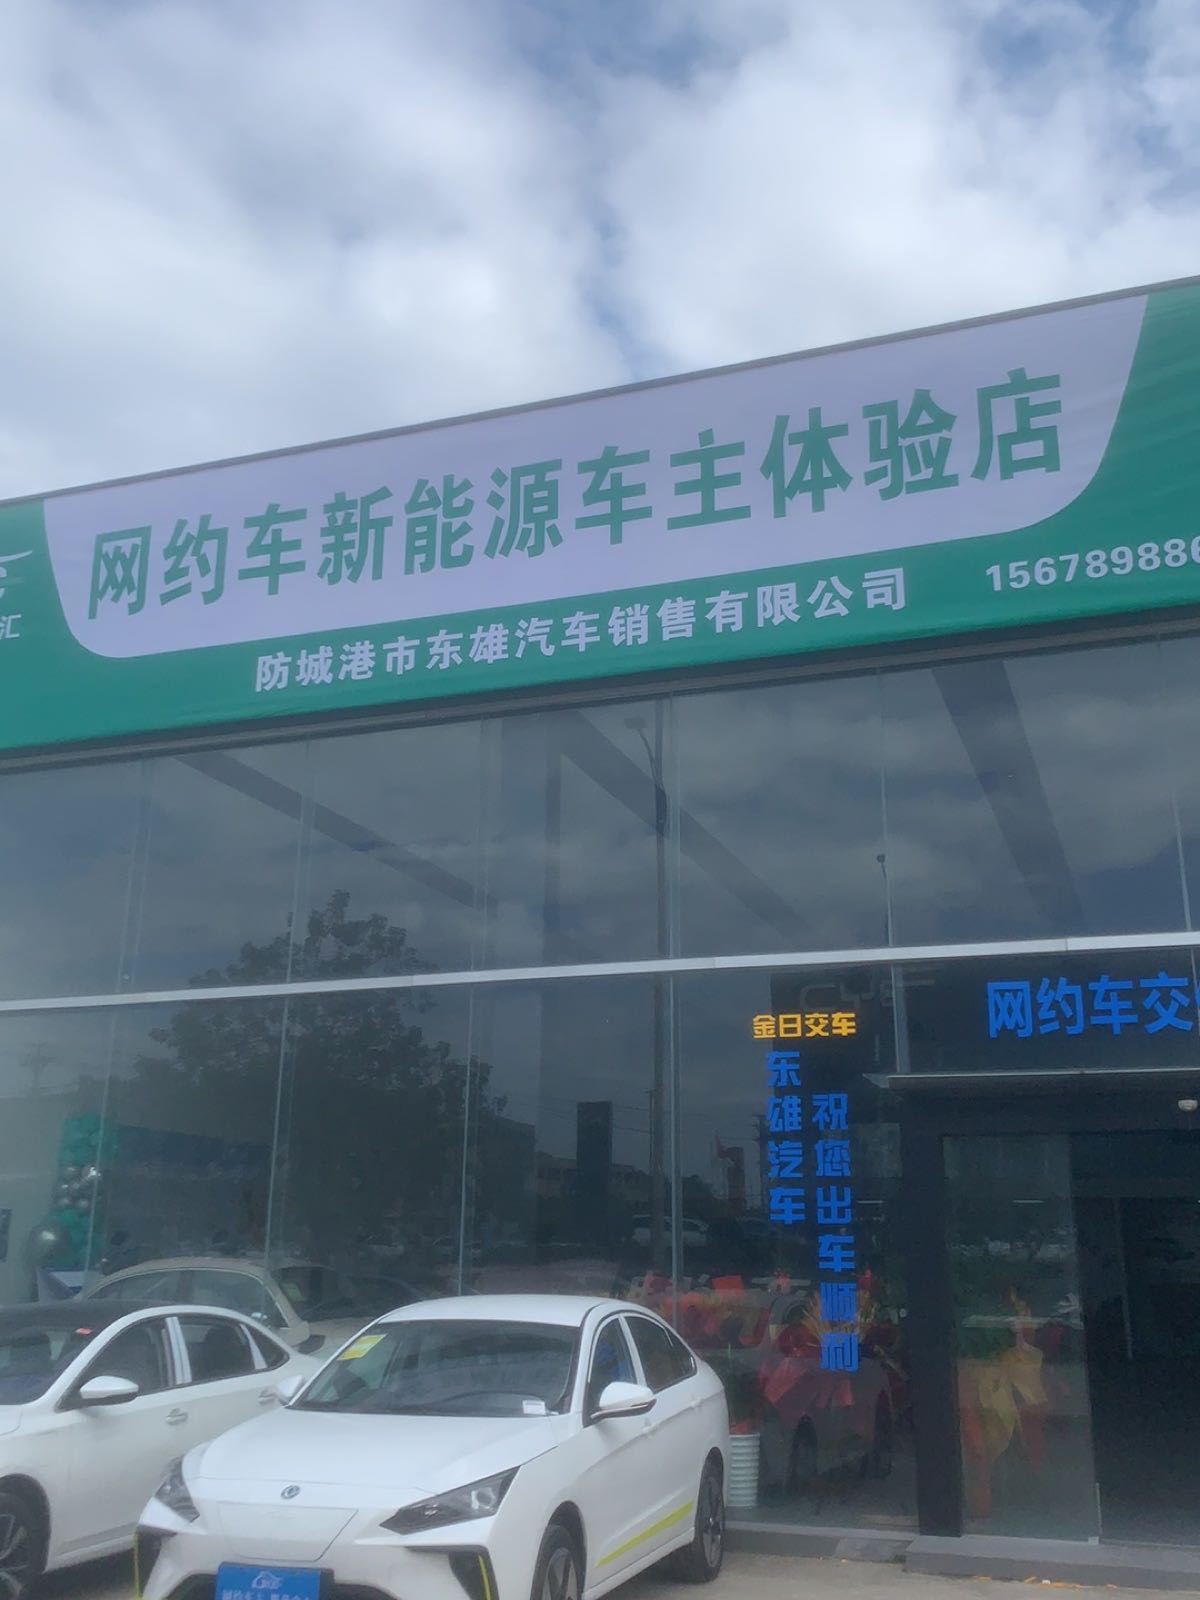 网约车新能源车主体验店
汇
防城港市东雄汽车销售有限公司
156789886
网约车交
金日交车
东雄汽车
祝您出车顺利